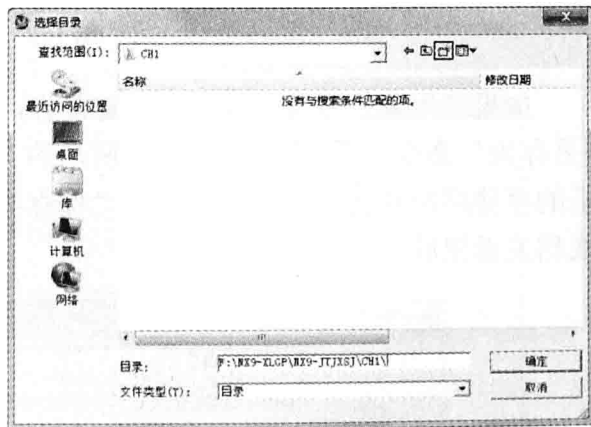 选择目录
查找范围(I):
CH1
名称
修改日期
没有与搜索条件匹配的项。
最近访问的位置
桌面
库
计算机
网络
目录:
F:\NX9-XLGP\NX9-JTJXSJ\CH1\
确定
文件类型(T):
目录
取消